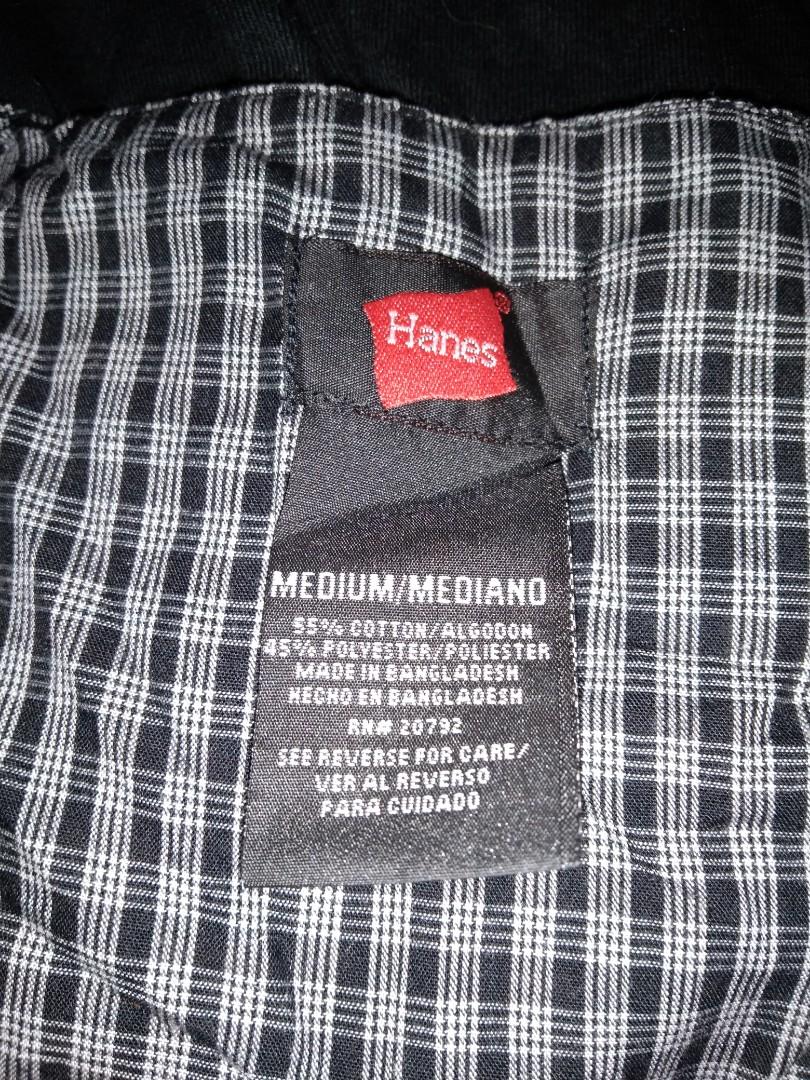 Hanes®
MEDIUM/MEDIANO
55% COTTON/ALGODON
45% POLYESTER/POLIESTER
MADE IN BANGLADESH
HECHO EN BANGLADESH
RN# 20792
SEE REVERSE FOR CARE/
VER AL REVERSO
PARA CUIDADO